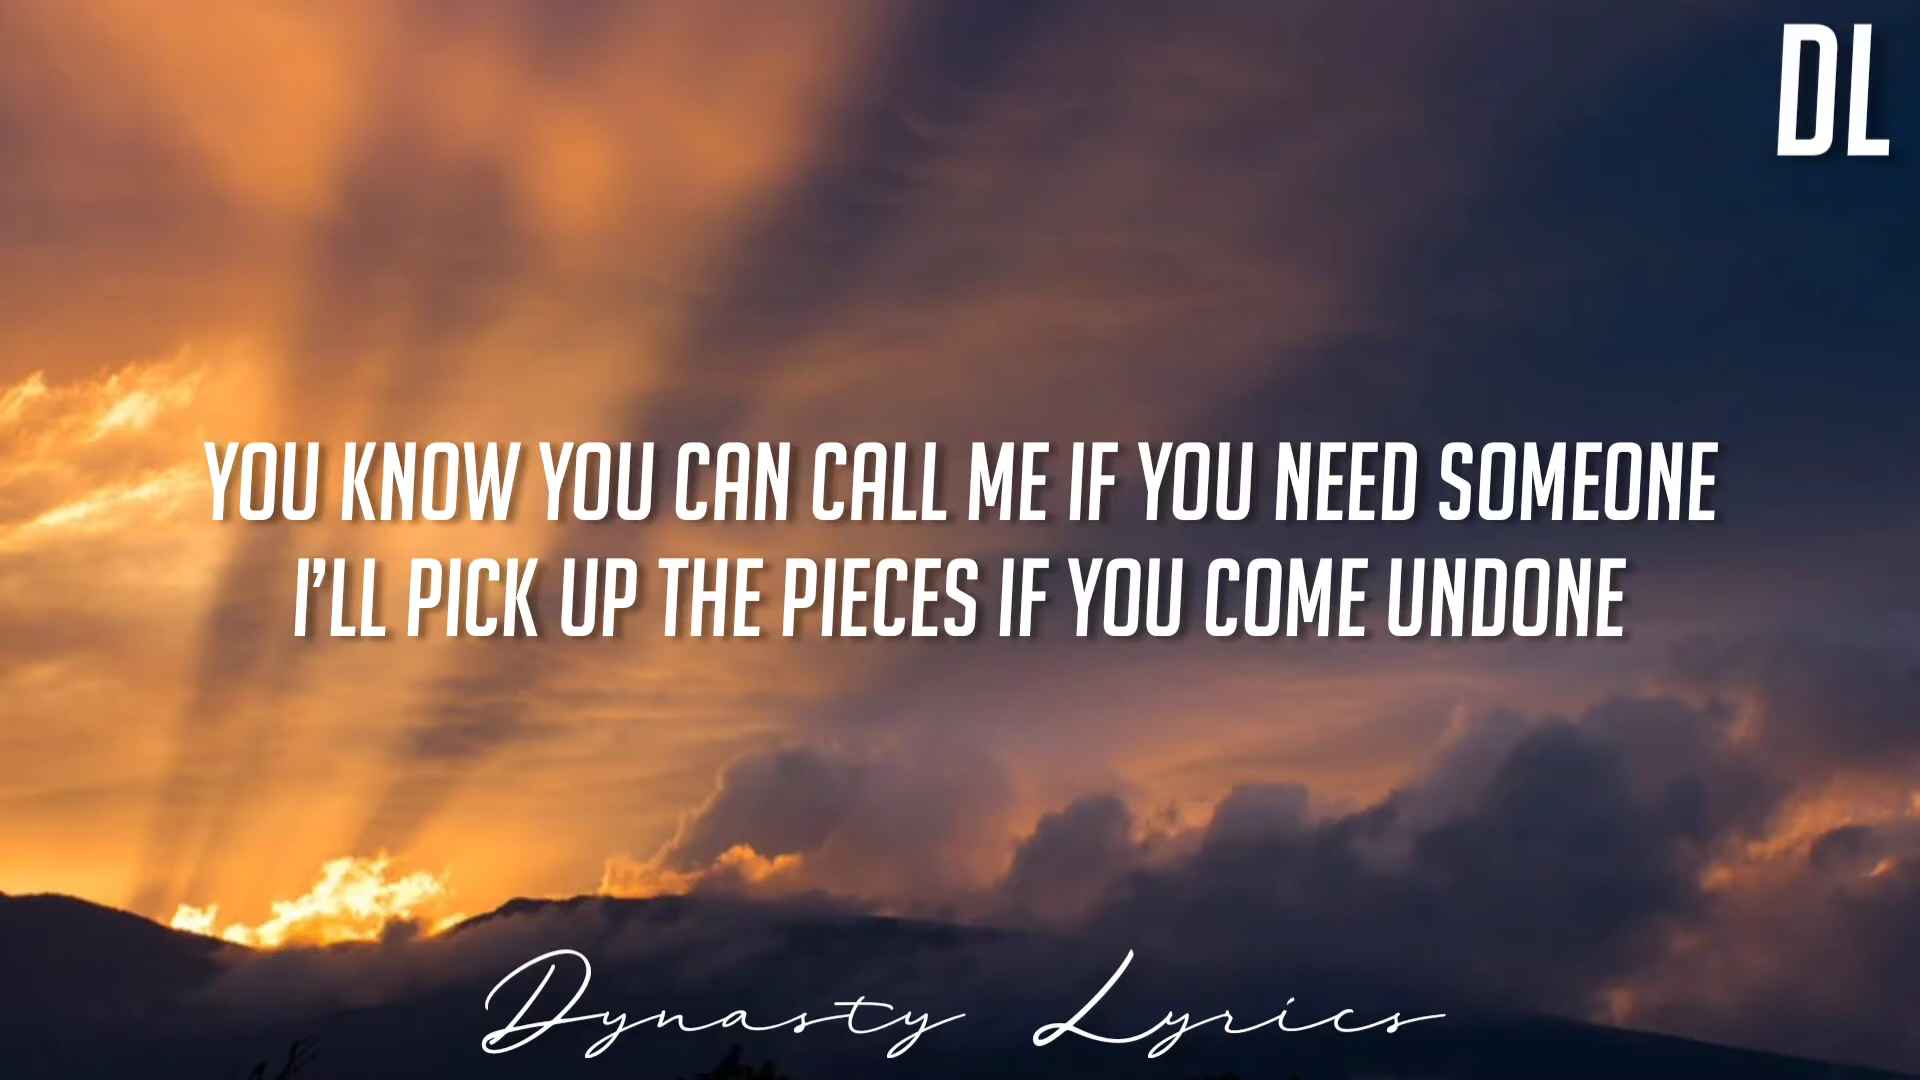 DL
YOU KNOW YOU CAN CALL ME IF YOU NEED SOMEONE
I'LL PICK UP THE PIECES IF YOU COME UNDONE
Dynasty Lyrics